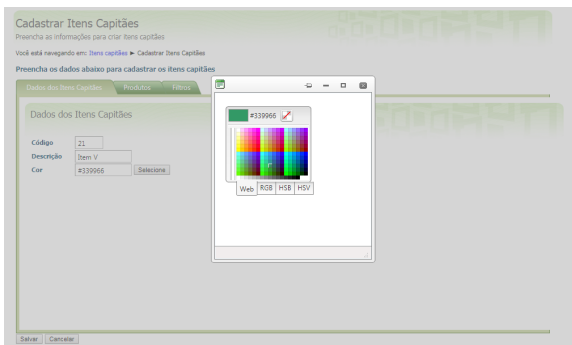 Cadastrar Itens Capitães
Preencha as informações para criar itens capitães
Você está navegando em: Itens capitães ► Cadastrar Itens Capitães
Preencha os dados abaixo para cadastrar os itens capitães
Dados dos Itens Capitães Produtos Filtros
Dados dos Itens Capitães
Código 21
Descrição Item V
Cor #339966 Selecione
#339966
Web RGB HSB HSV
Salvar Cancelar